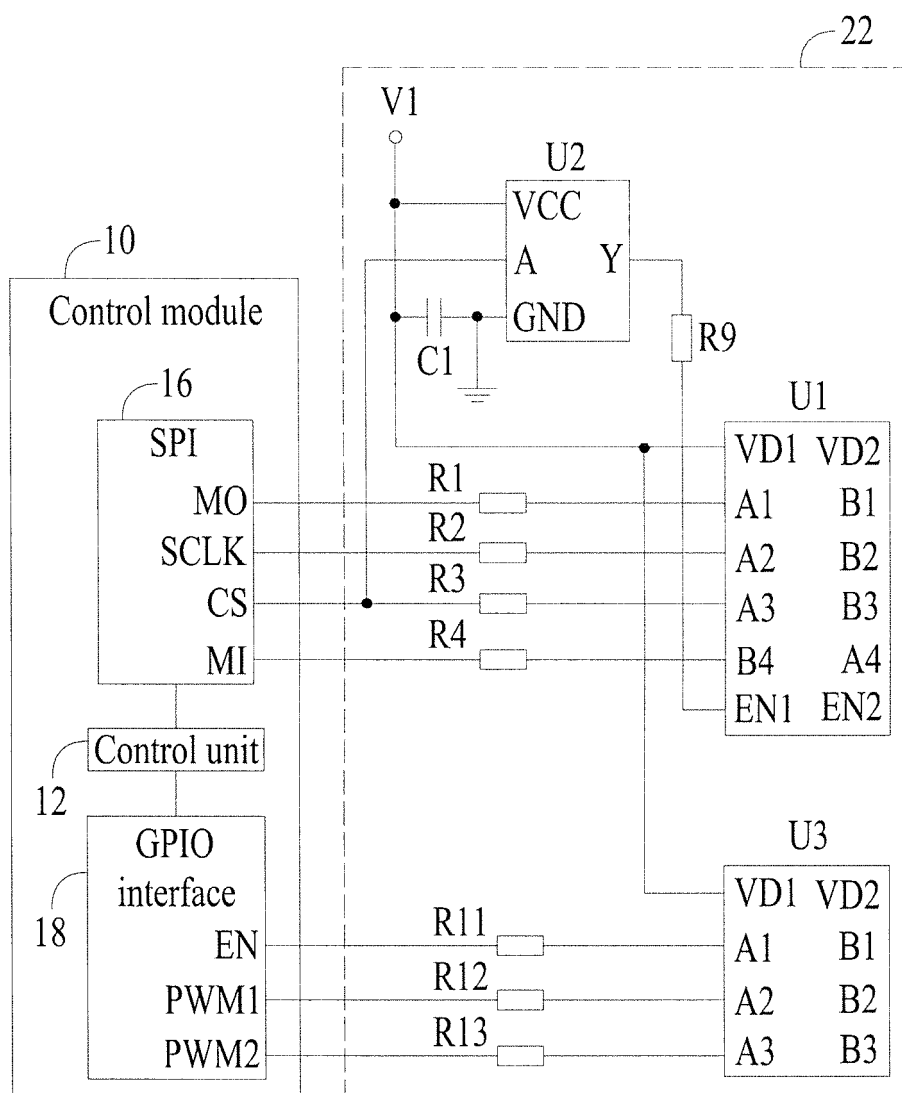 22
V1
U2
VCC
A Y
GND
C1
R9
10
Control module
16
SPI
MO
SCLK
CS
MI
R1
R2
R3
R4
U1
VD1 VD2
A1 B1
A2 B2
A3 B3
B4 A4
EN1 EN2
Control unit
12
GPIO
interface
18
EN
PWM1
PWM2
R11
R12
R13
U3
VD1 VD2
A1 B1
A2 B2
A3 B3